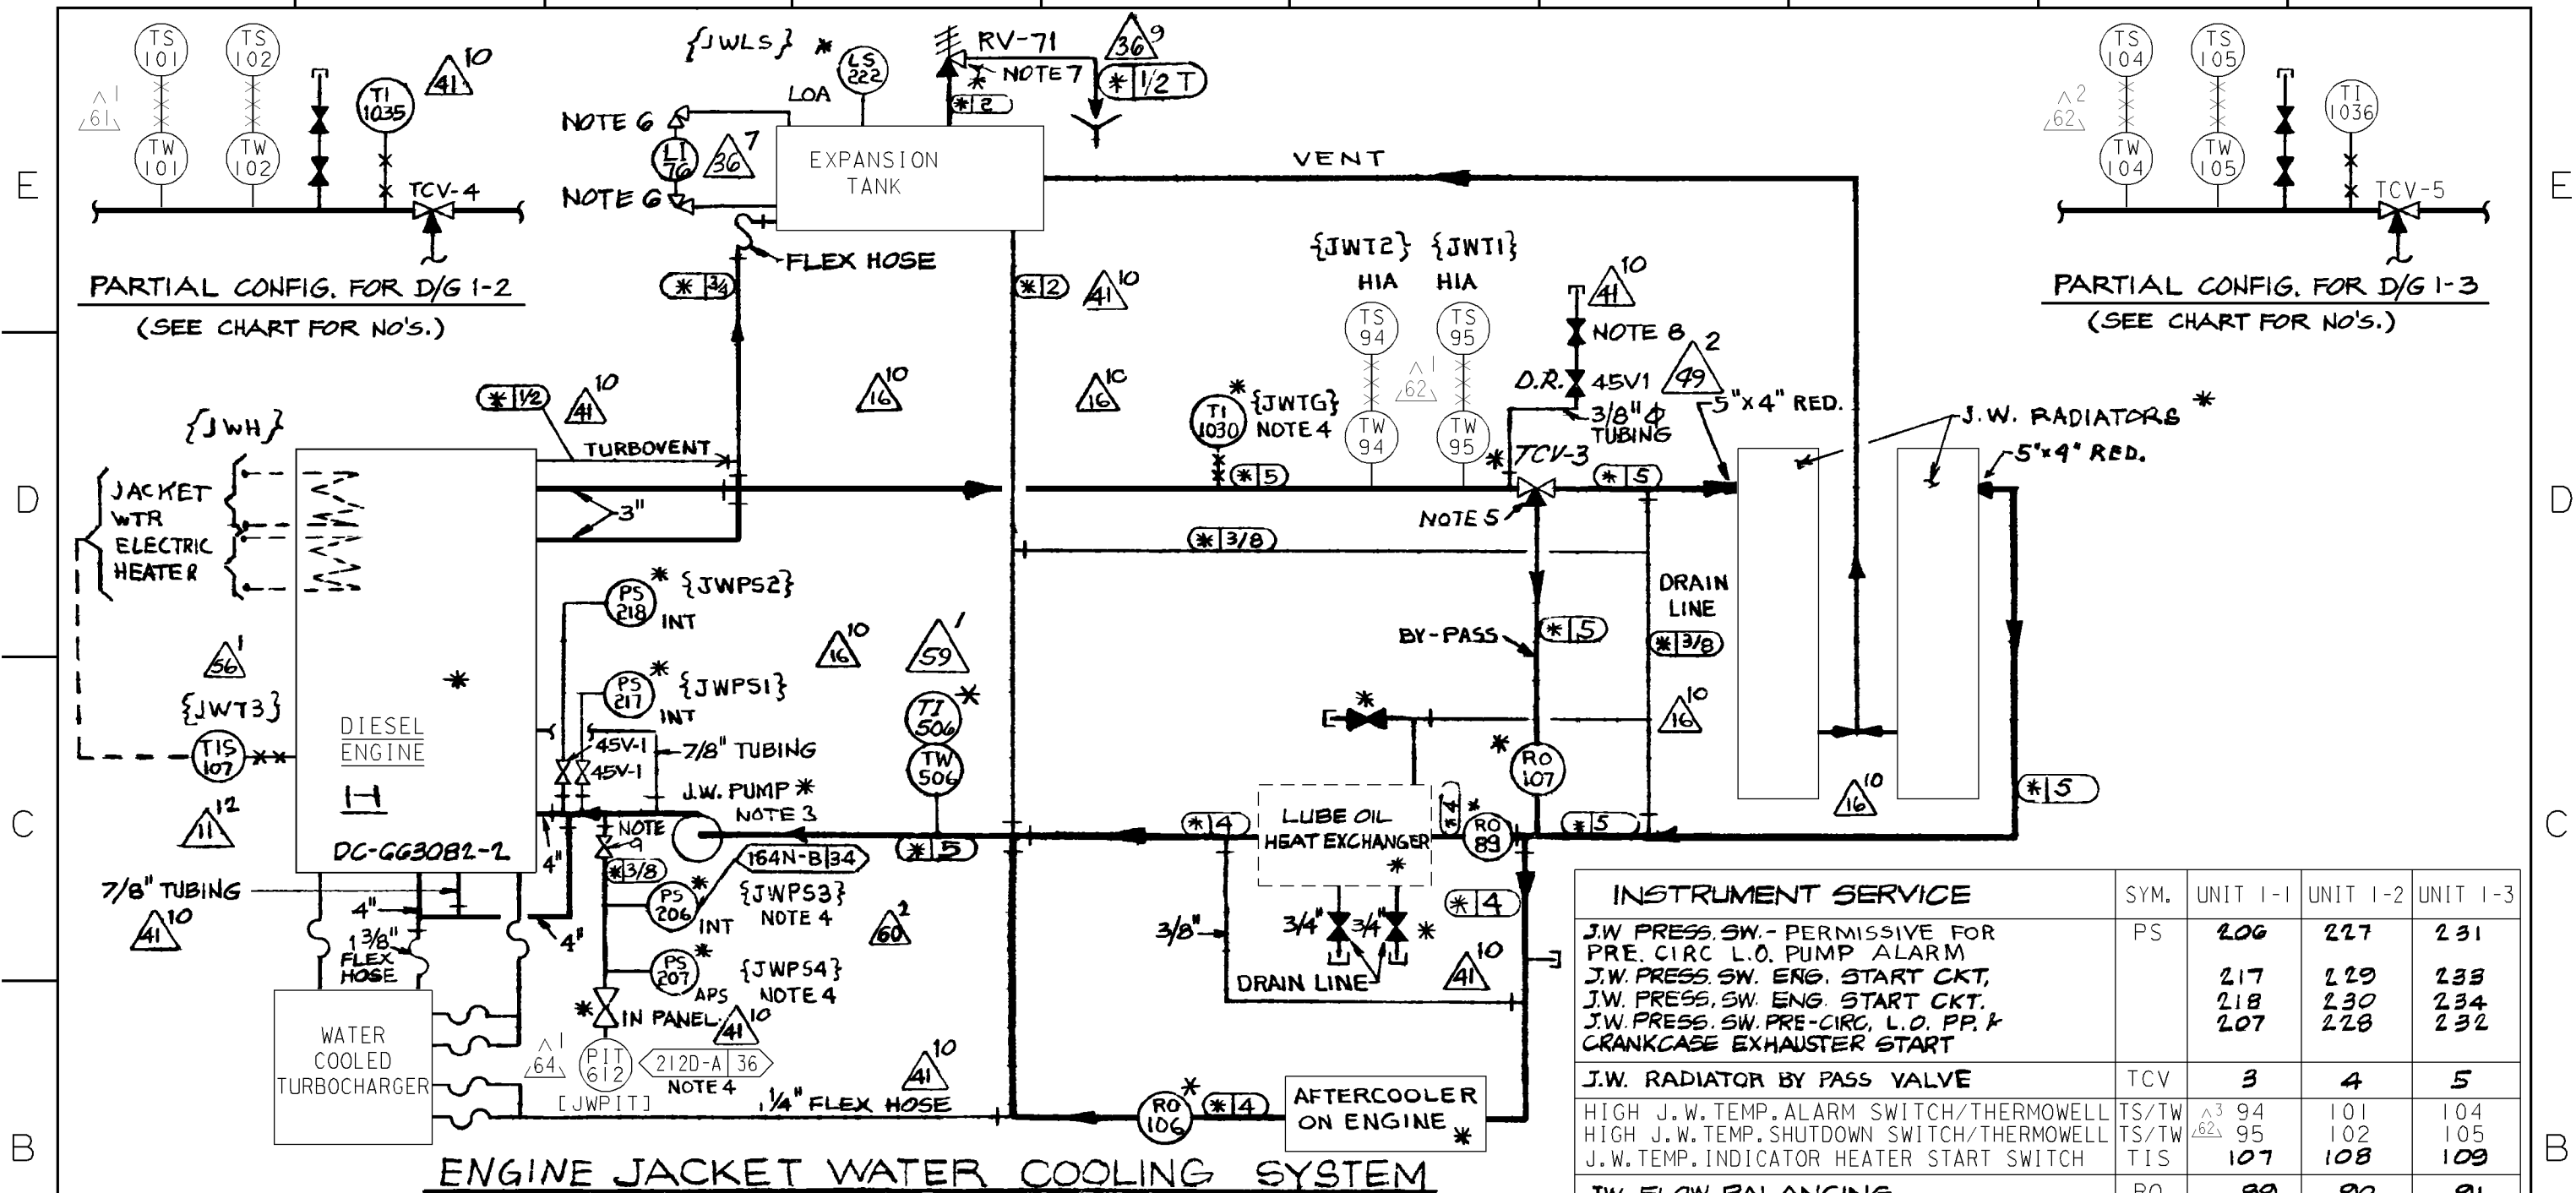 TS
101
TS
102
TI
1035
41 10
61 1
TW
101
TW
102
TCV-4
PARTIAL CONFIG. FOR D/G 1-2
(SEE CHART FOR NO'S.)
{JWLS} *
LS
222
LOA
RV-71
NOTE 7
*
* 2
36 9
* 1/2 T
NOTE 6
LI
76
36 7
NOTE 6
EXPANSION
TANK
VENT
FLEX HOSE
* 3/4
* 2
41 10
TS
104
TS
105
TI
1036
62 2
TW
104
TW
105
TCV-5
PARTIAL CONFIG. FOR D/G 1-3
(SEE CHART FOR NO'S.)
{JWT2} {JWT1}
HIA HIA
TS
94
TS
95
62 1
TW
94
TW
95
41 10
NOTE 8
D.R. 45V1
3/8" ¢
TUBING
49 2
5"X4" RED.
J.W. RADIATORS *
5"X4" RED.
* 1/2
41 10
16 10
16 10
TURBOVENT
{JWH}
JACKET
WTR
ELECTRIC
HEATER
3"
TI
1030
* {JWTG}
NOTE 4
* 5
* TCV-3
* 5
NOTE 5
* 3/8
DRAIN
LINE
* 3/8
BY-PASS
* 5
16 10
PS
218
* {JWPS2}
INT
PS
217
* {JWPS1}
INT
16 10
59 1
TI
506
*
TW
506
56 1
{JWT3}
TIS
107
11 12
*
DIESEL
ENGINE
1-1
DC-663082-2
45V-1
45V-1
7/8" TUBING
J.W. PUMP *
NOTE 3
NOTE
9
4"
* 3/8
164N-B 34
* 5
PS
206
*
INT
{JWPS3}
NOTE 4
PS
207
*
APS
{JWPS4}
NOTE 4
60 2
* IN PANEL
41 10
64 1
PIT
612
212D-A 36
NOTE 4
[JWPIT]
1 1/4" FLEX HOSE
41 10
7/8" TUBING
41 10
4"
4"
1 3/8"
FLEX
HOSE
WATER
COOLED
TURBOCHARGER
*
* 4
LUBE OIL
HEAT EXCHANGER
*
* 4
*
RO
89
*
RO
107
* 5
16 10
* 5
3/8"
3/4" 3/4" *
DRAIN LINE
* 4
41 10
RO
106
*
* 4
AFTERCOOLER
ON ENGINE *
ENGINE JACKET WATER COOLING SYSTEM
INSTRUMENT SERVICE SYM. UNIT 1-1 UNIT 1-2 UNIT 1-3
J.W PRESS. SW. - PERMISSIVE FOR PS 206 227 231
PRE. CIRC L.O. PUMP ALARM
J.W. PRESS. SW. ENG. START CKT. 217 229 233
J.W. PRESS. SW. ENG. START CKT. 218 230 234
J.W. PRESS. SW. PRE-CIRC. L.O. PP. & 207 228 232
CRANKCASE EXHAUSTER START
J.W. RADIATOR BY PASS VALVE TCV 3 4 5
HIGH J.W. TEMP. ALARM SWITCH/THERMOWELL TS/TW 3 94 101 104
HIGH J.W. TEMP. SHUTDOWN SWITCH/THERMOWELL TS/TW 62 95 102 105
J.W. TEMP. INDICATOR HEATER START SWITCH TIS 107 108 109
JW FLOW BALANCING RO 89 90 91
E
D
C
B
E
D
C
B